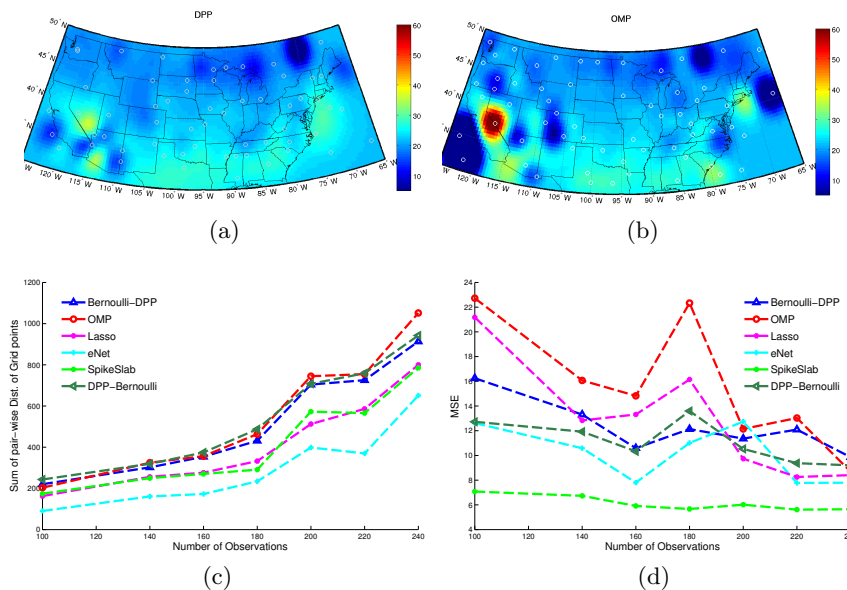 DPP
50° N
45° N
40° N
35° N
120° W
115° W
110° W
105° W
100° W
95° W
90° W
85° W
80° W
75° W
70° W
65° W
60
50
40
30
20
10
(a)
OMP
50° N
45° N
40° N
35° N
120° W
115° W
110° W
105° W
100° W
95° W
90° W
85° W
80° W
75° W
70° W
65° W
60
50
40
30
20
10
(b)
1200
1000
800
600
400
200
0
Sum of pair-wise Dist. of Grid points
Bernoulli-DPP
OMP
Lasso
eNet
SpikeSlab
DPP-Bernoulli
100 120 140 160 180 200 220 240
Number of Observations
(c)
24
22
20
18
16
14
12
10
8
6
4
MSE
Bernoulli-DPP
OMP
Lasso
eNet
SpikeSlab
DPP-Bernoulli
100 120 140 160 180 200 220
Number of Observations
(d)